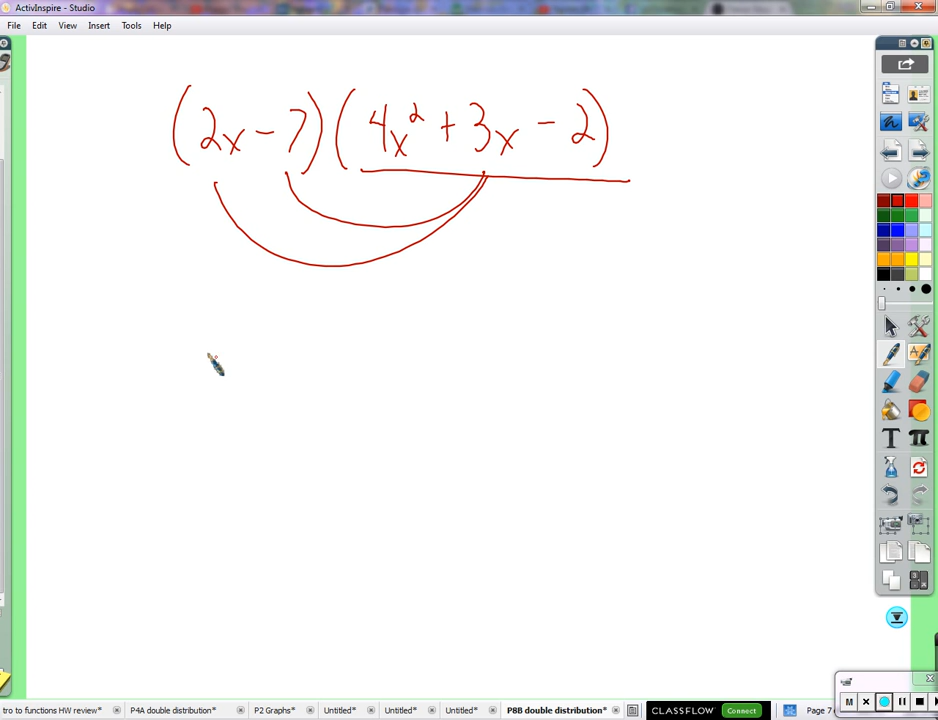 ActivInspire - Studio
File Edit View Insert Tools Help
(2x - 7)(4x² + 3x - 2)
tro to functions HW review* P4A double distribution* P2 Graphs* Untitled* Untitled* Untitled* P8B double distribution* CLASSFLOW Connect Page 7
M